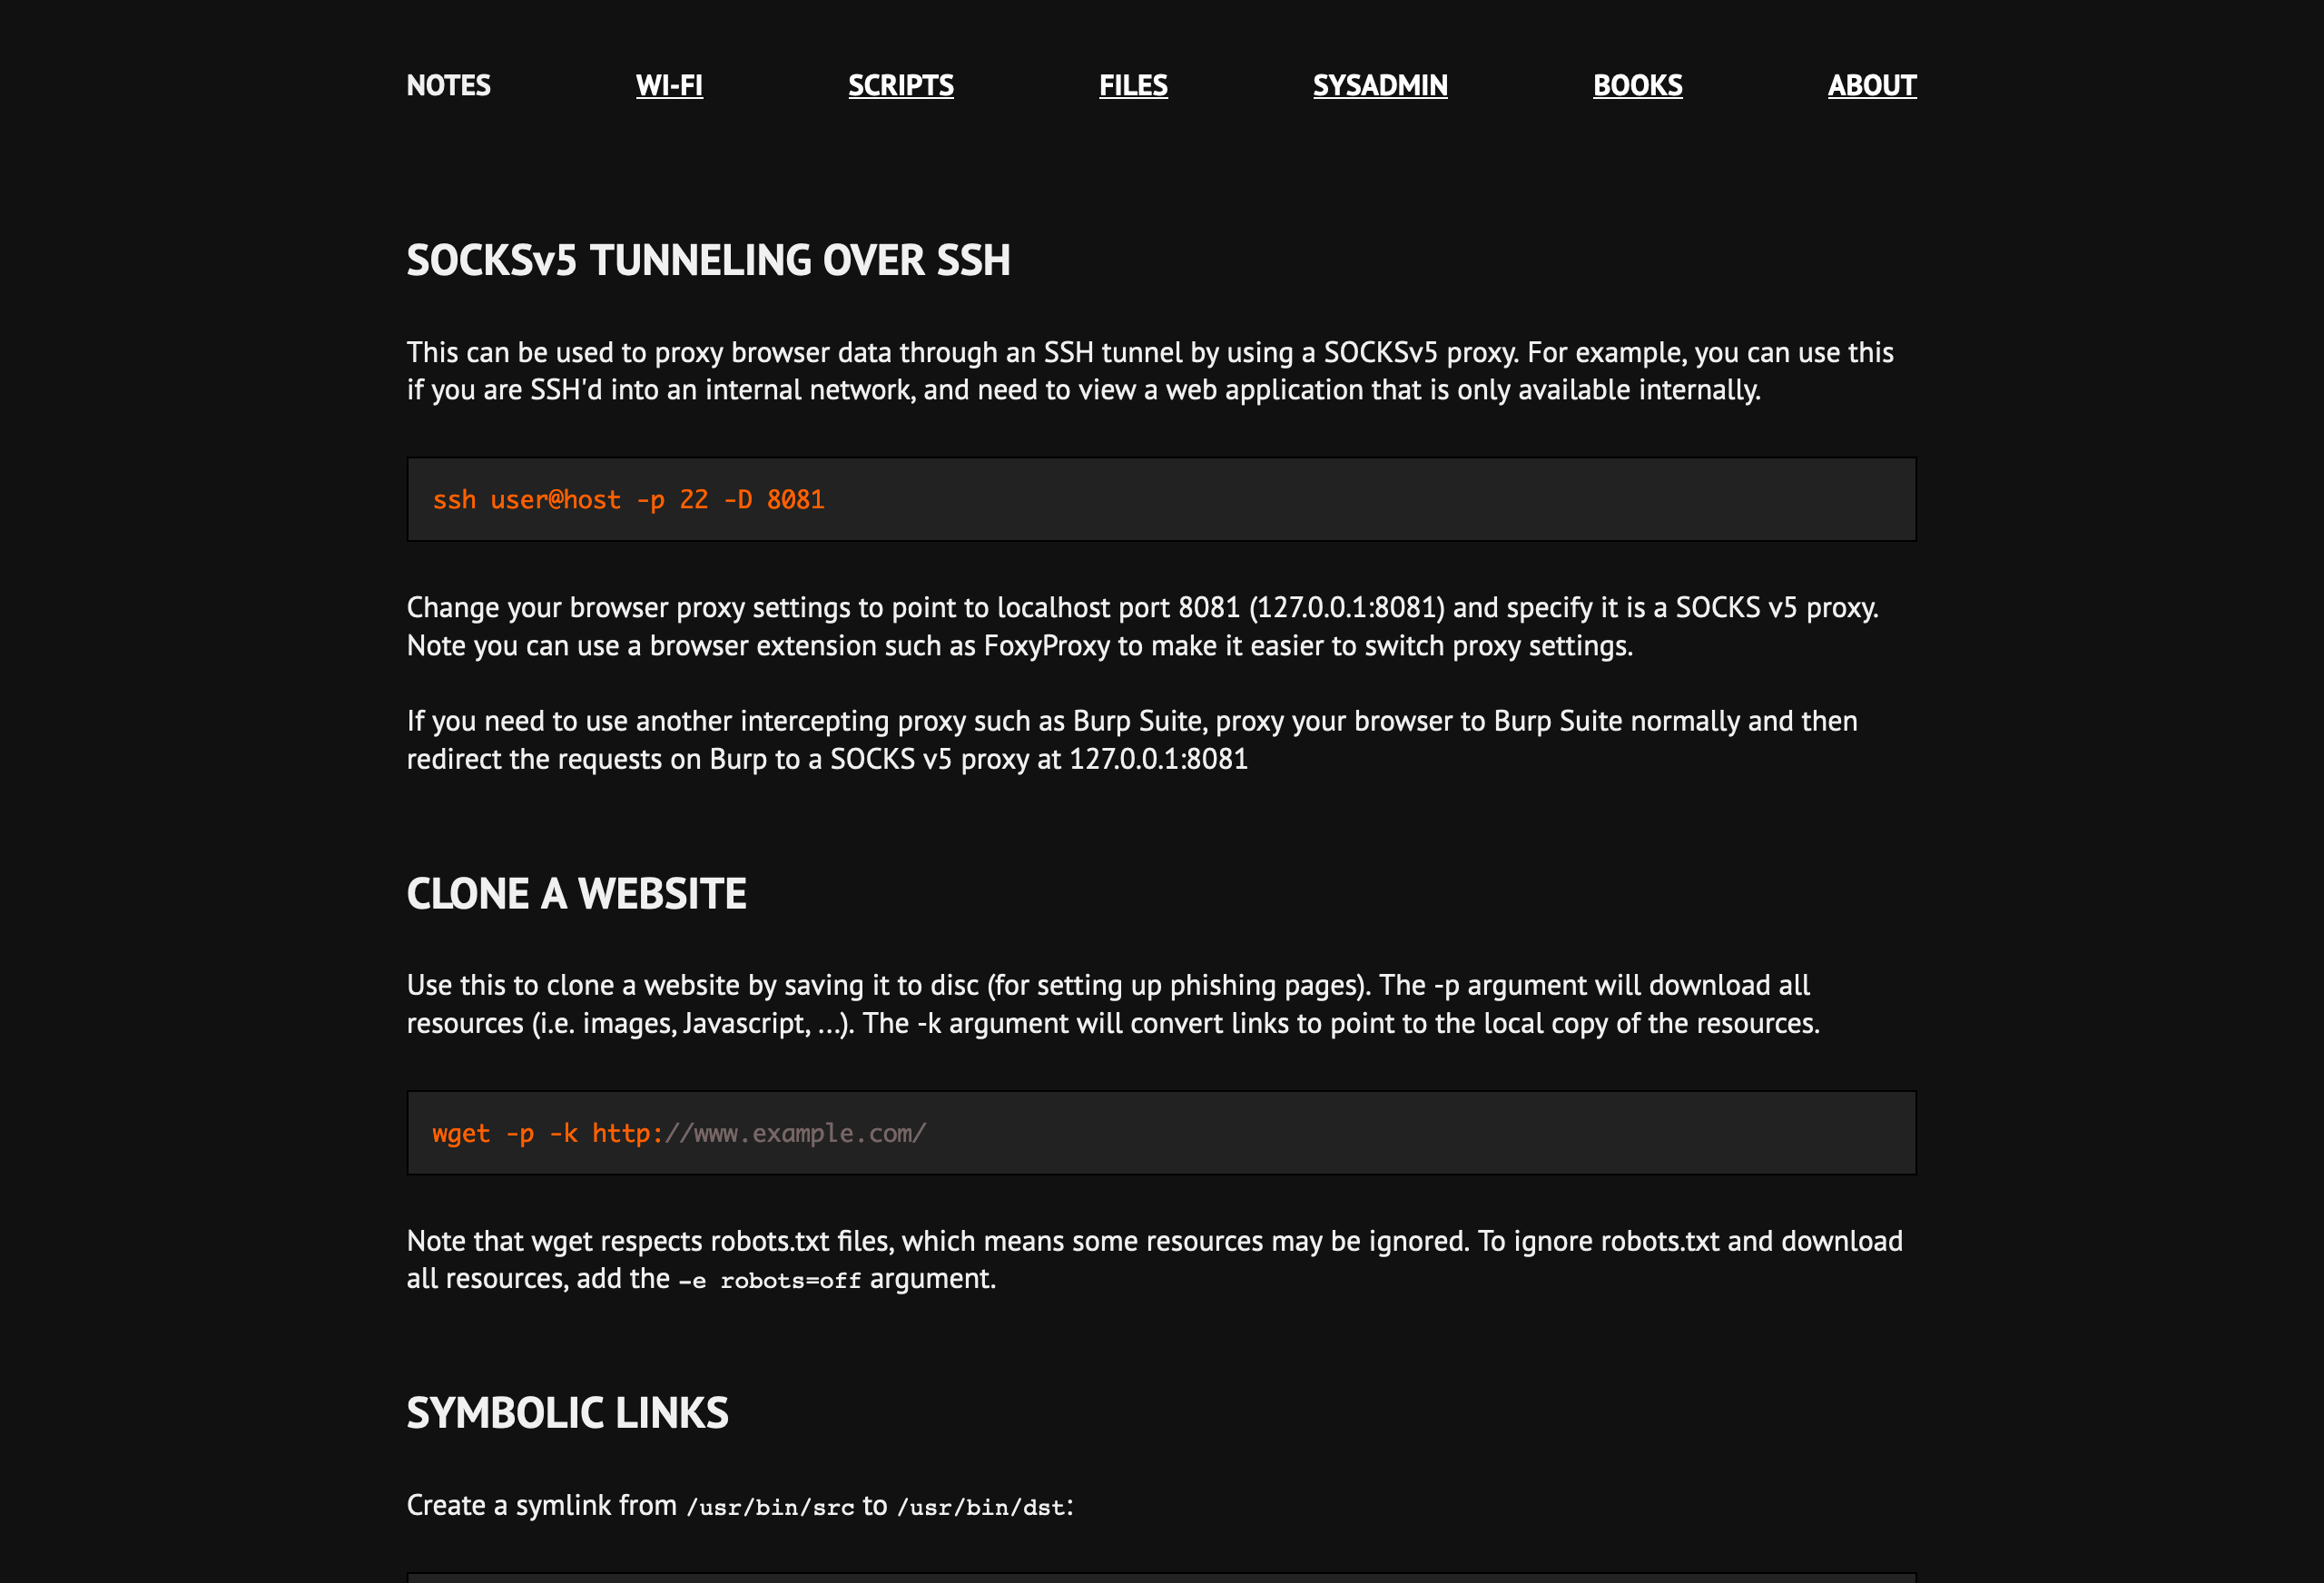 NOTES WI-FI SCRIPTS FILES SYSADMIN BOOKS ABOUT
SOCKSv5 TUNNELING OVER SSH
This can be used to proxy browser data through an SSH tunnel by using a SOCKSv5 proxy. For example, you can use this
if you are SSH'd into an internal network, and need to view a web application that is only available internally.
ssh user@host -p 22 -D 8081
Change your browser proxy settings to point to localhost port 8081 (127.0.0.1:8081) and specify it is a SOCKS v5 proxy.
Note you can use a browser extension such as FoxyProxy to make it easier to switch proxy settings.
If you need to use another intercepting proxy such as Burp Suite, proxy your browser to Burp Suite normally and then
redirect the requests on Burp to a SOCKS v5 proxy at 127.0.0.1:8081
CLONE A WEBSITE
Use this to clone a website by saving it to disc (for setting up phishing pages). The -p argument will download all
resources (i.e. images, Javascript, ...). The -k argument will convert links to point to the local copy of the resources.
wget -p -k http://www.example.com/
Note that wget respects robots.txt files, which means some resources may be ignored. To ignore robots.txt and download
all resources, add the -e robots=off argument.
SYMBOLIC LINKS
Create a symlink from /usr/bin/src to /usr/bin/dst: